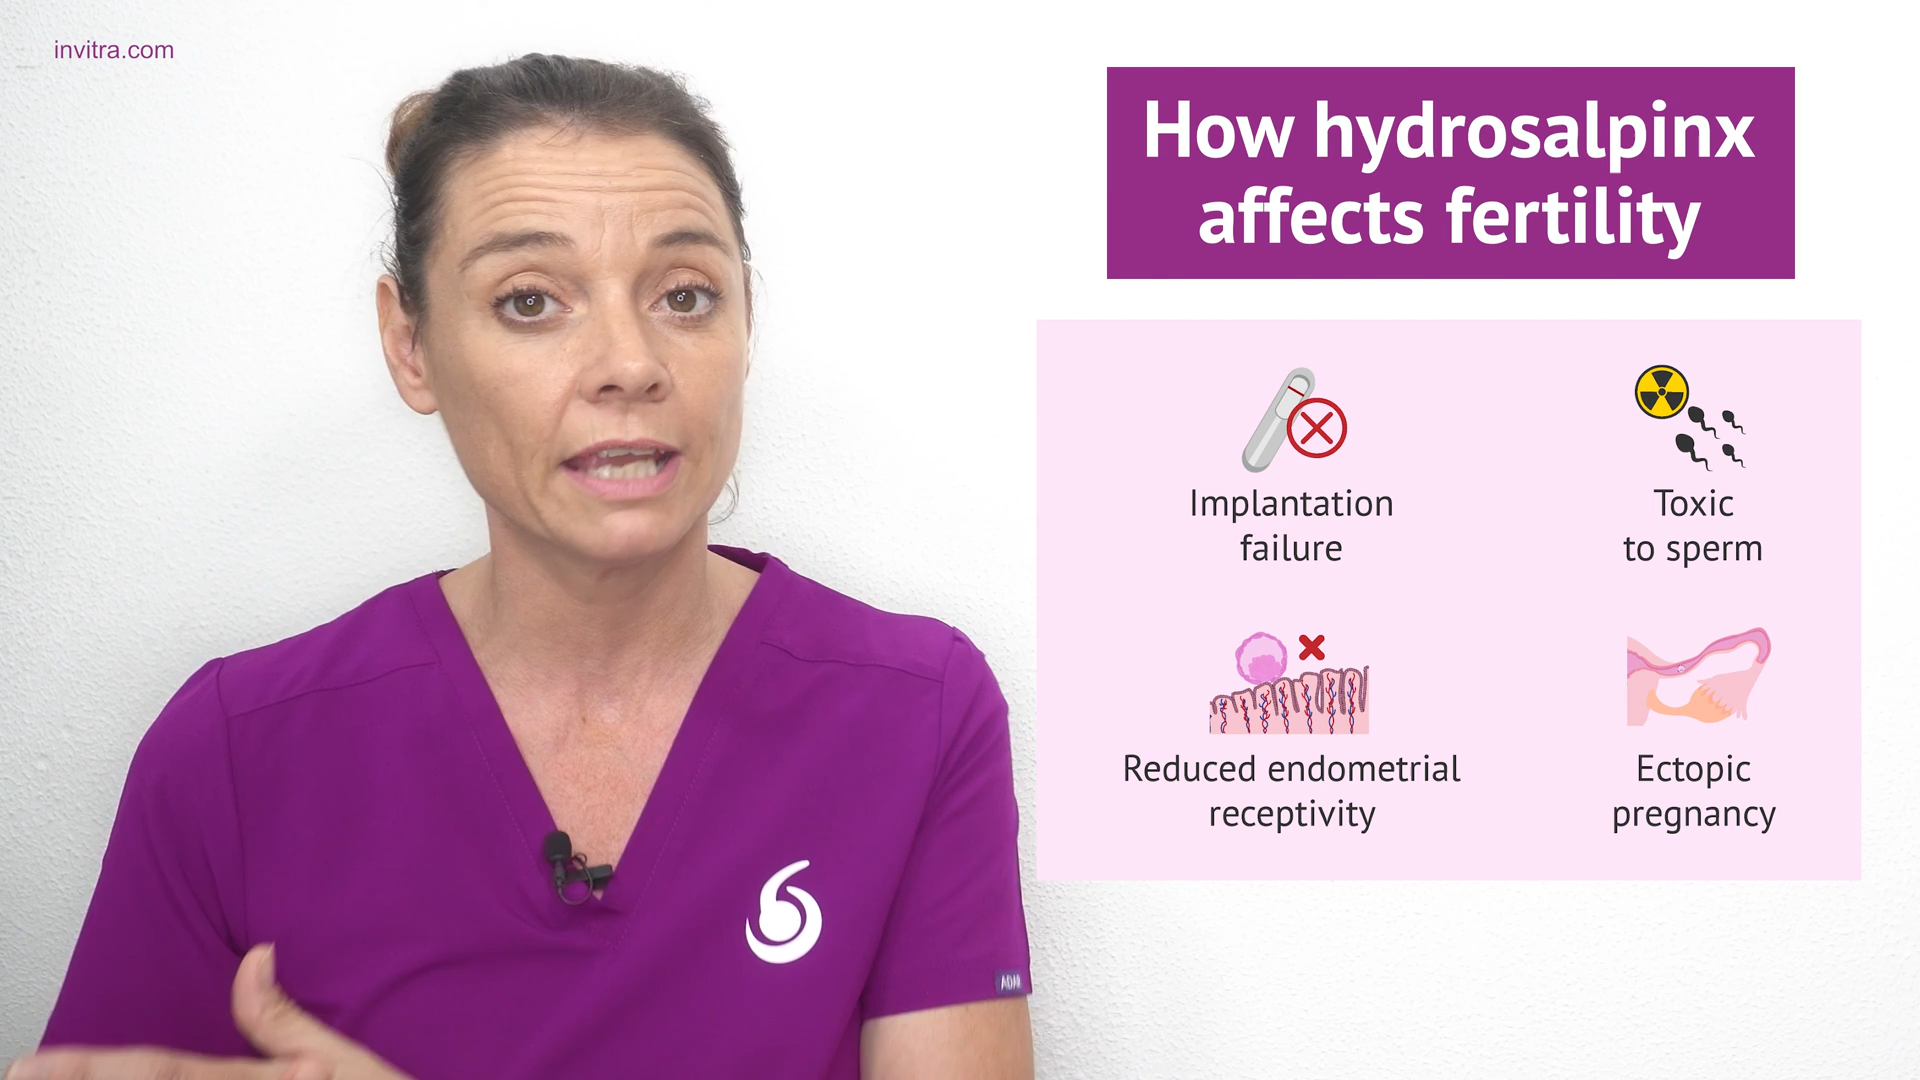 invitra.com
How hydrosalpinx
affects fertility
Implantation
failure
Toxic
to sperm
Reduced endometrial
receptivity
Ectopic
pregnancy